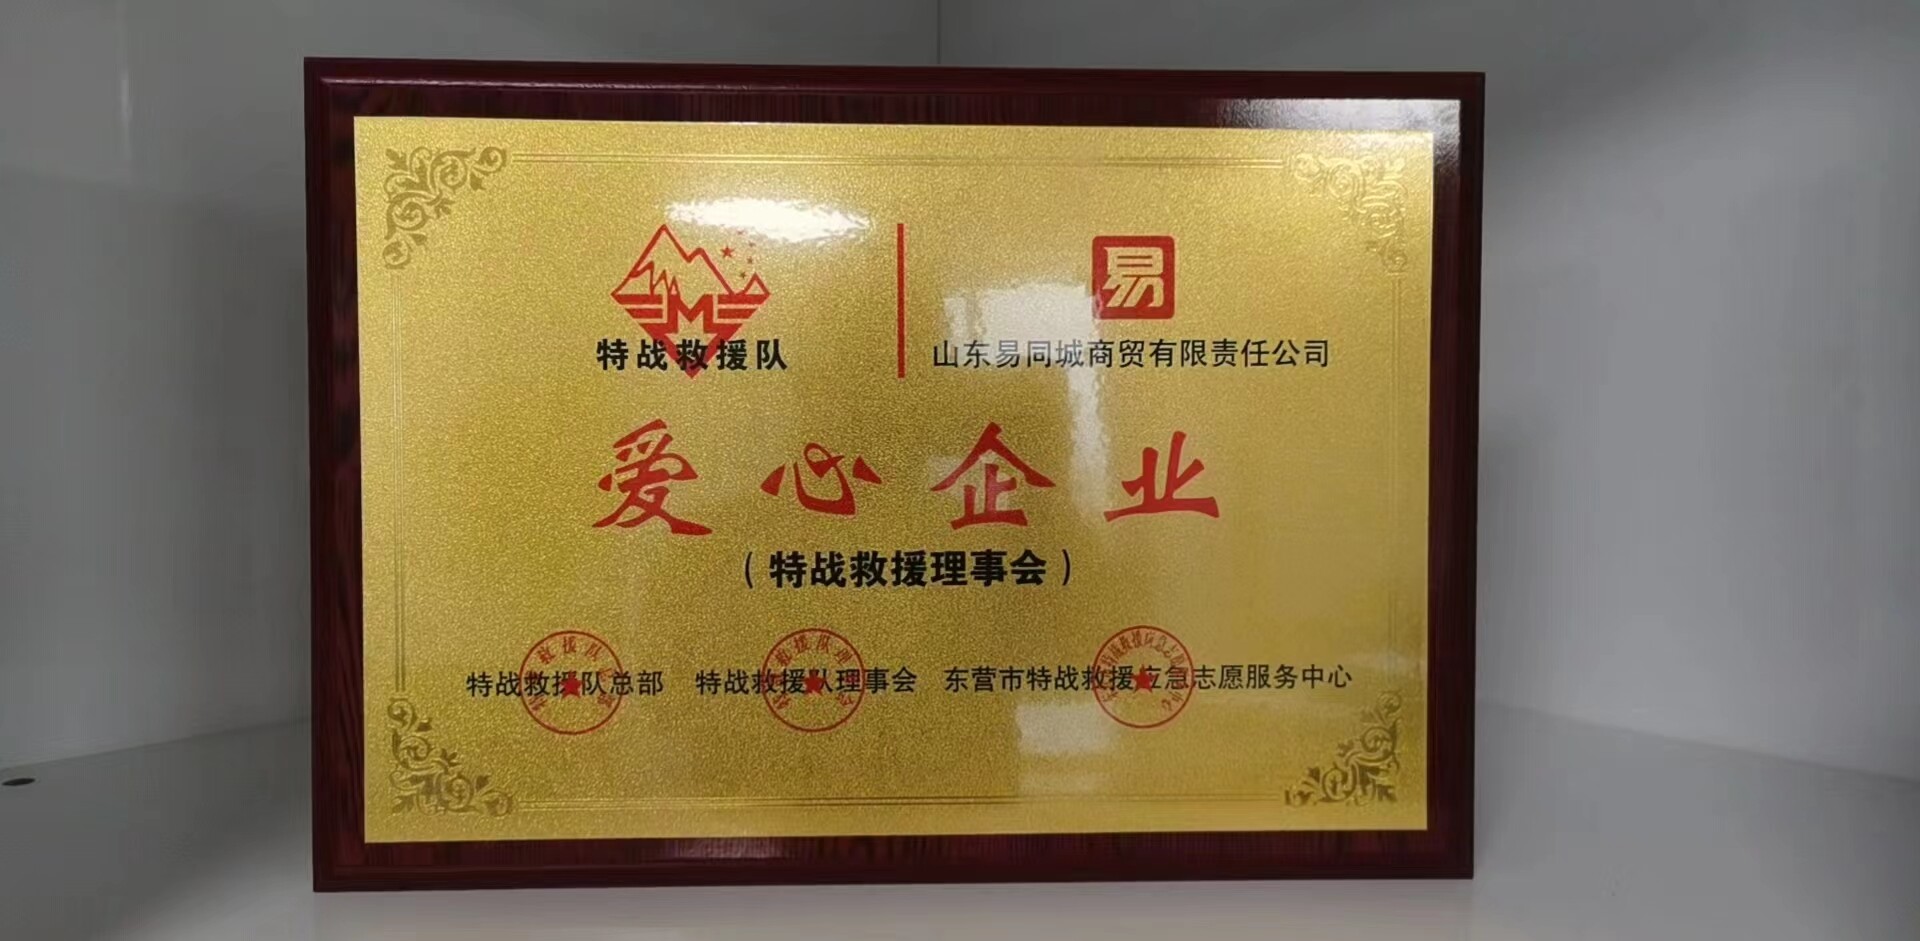 特战救援队
易
山东易同城商贸有限责任公司
爱心企业
（特战救援理事会）
特战救援队总部 特战救援队理事会 东营市特战救援应急志愿服务中心